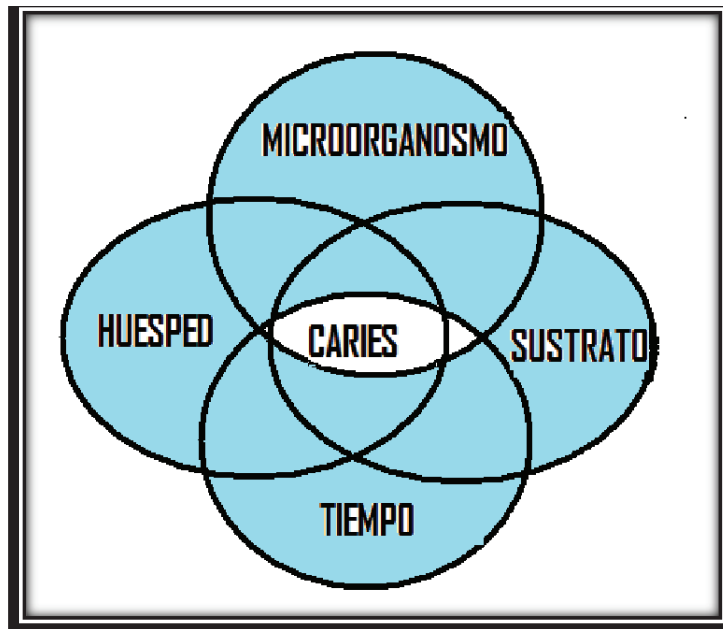 MICROORGANOSMO
HUESPED
CARIES
SUSTRATO
TIEMPO